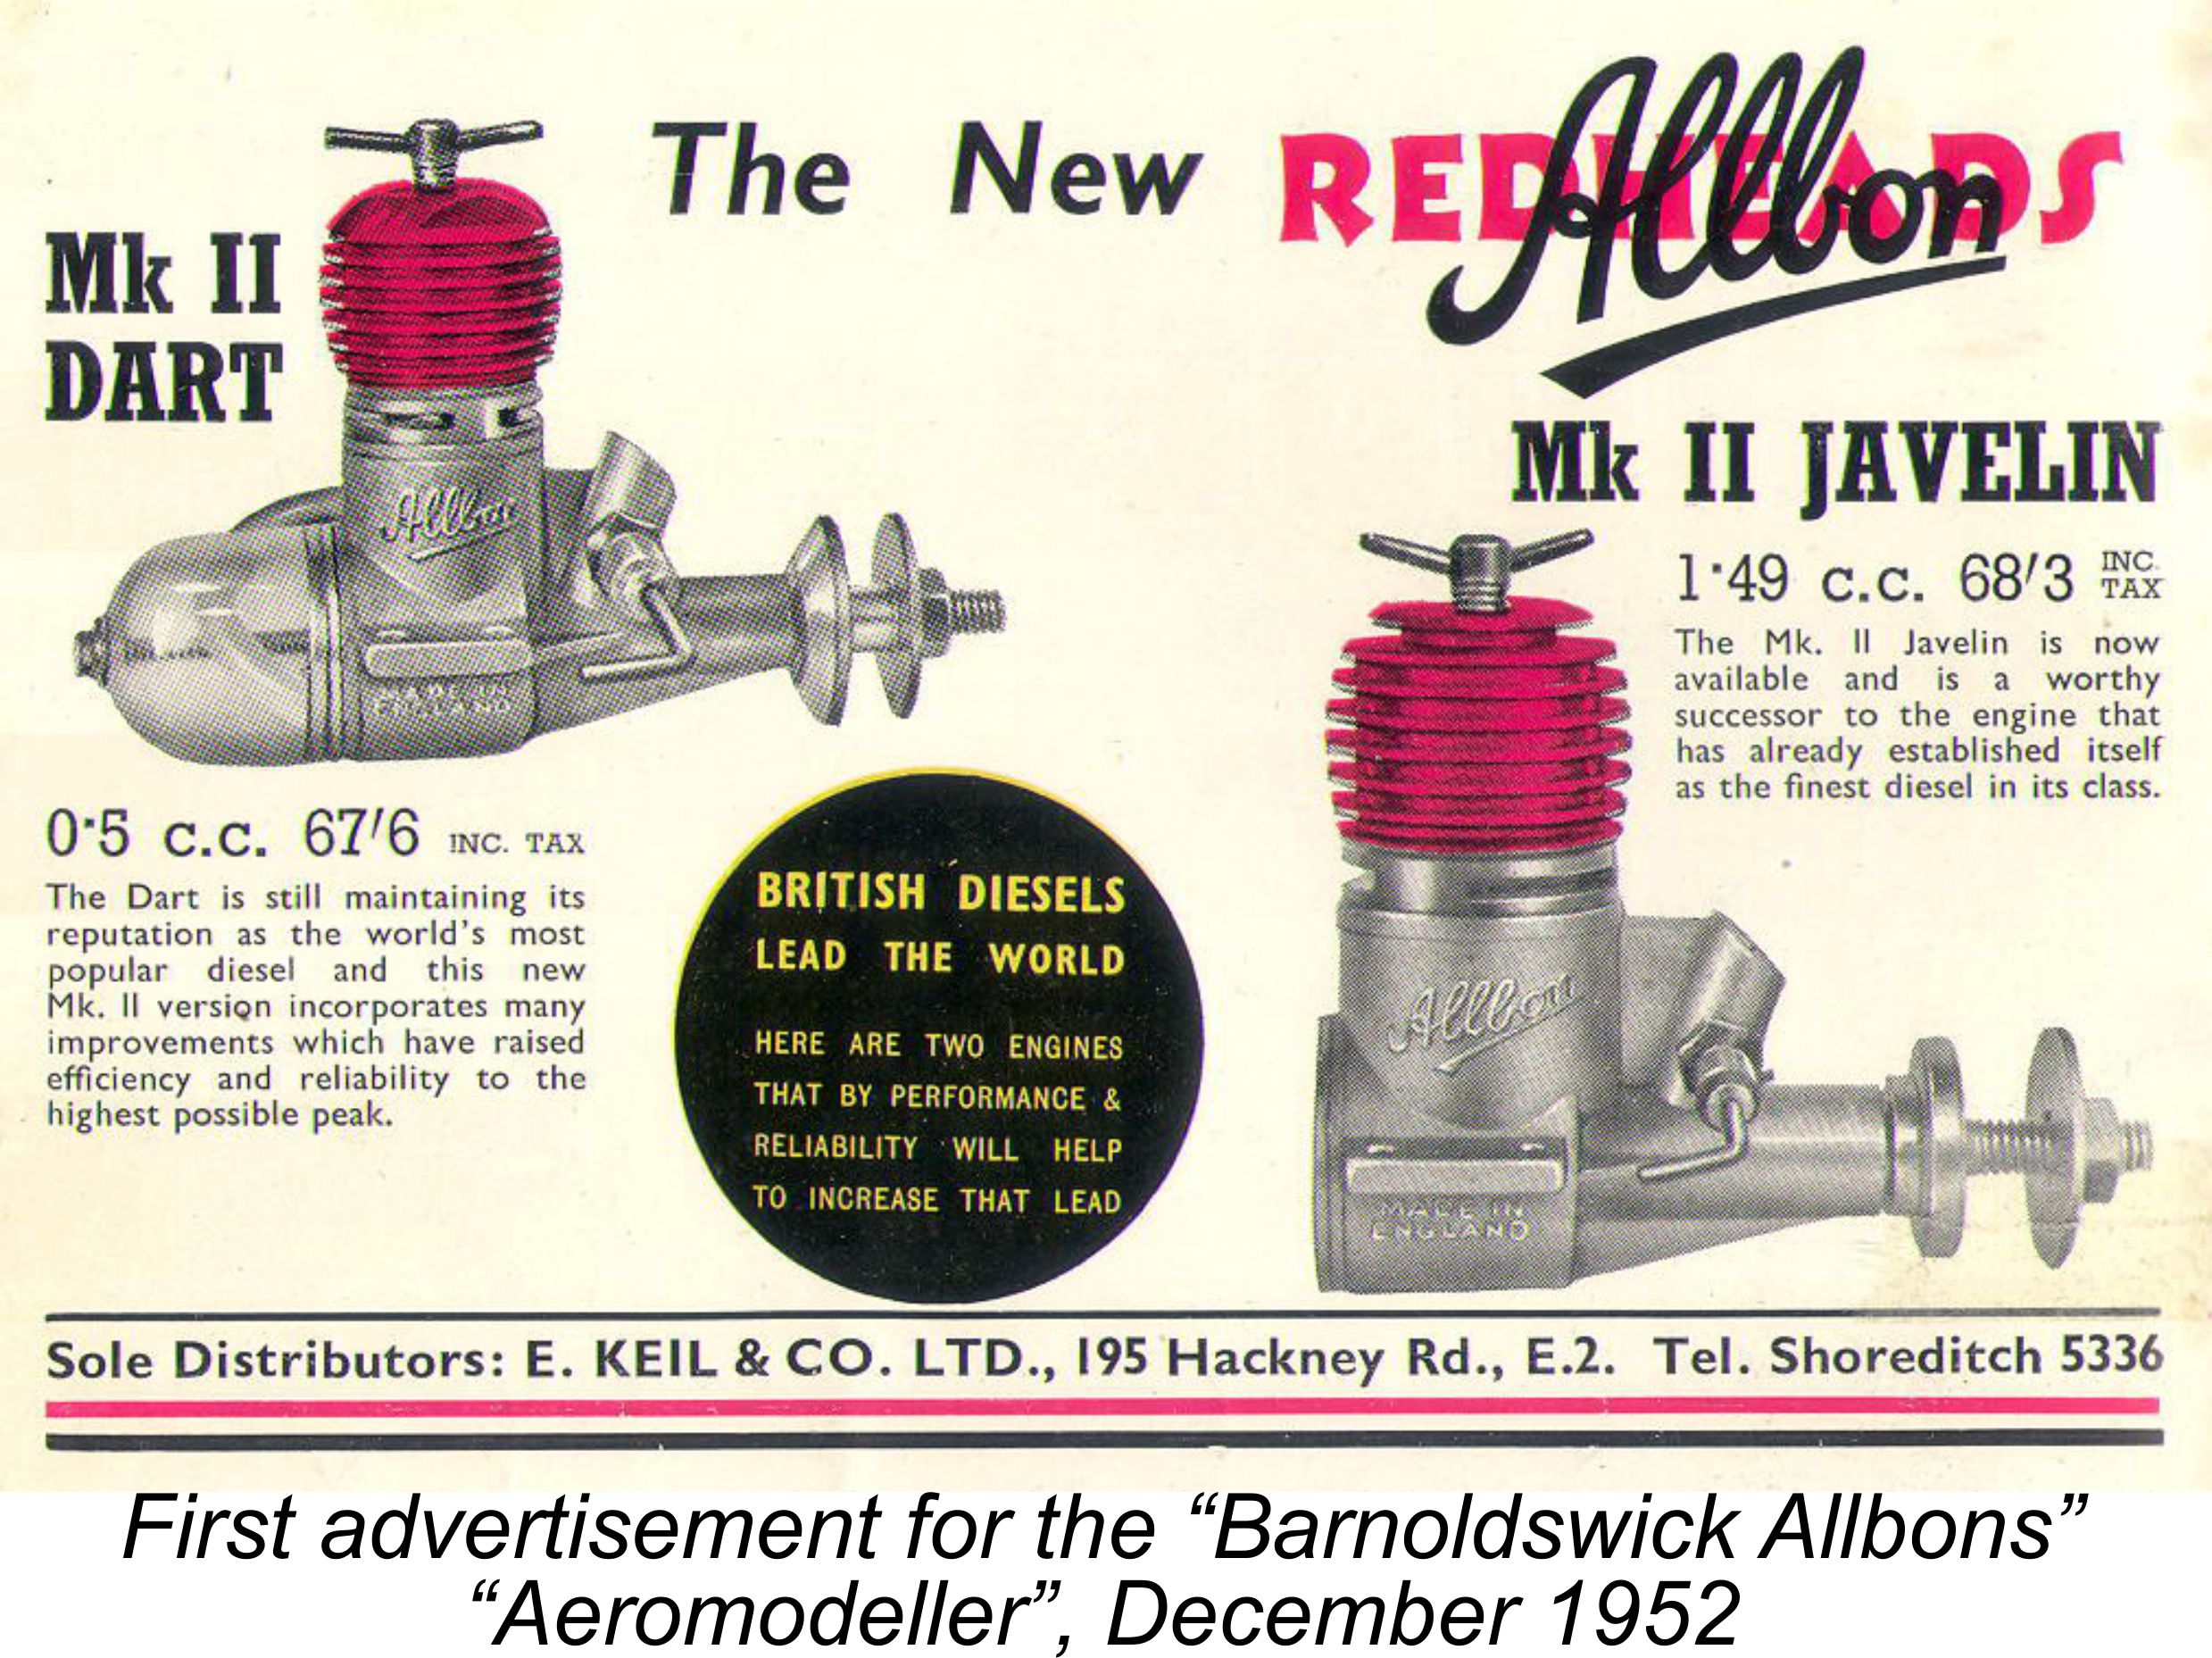 The New REDHEADS
Allbon
Mk II
DART
Allbon
MADE IN
ENGLAND
0·5 c.c. 67'6 INC. TAX
The Dart is still maintaining its
reputation as the world's most
popular diesel and this new
Mk. II version incorporates many
improvements which have raised
efficiency and reliability to the
highest possible peak.
BRITISH DIESELS
LEAD THE WORLD
HERE ARE TWO ENGINES
THAT BY PERFORMANCE &
RELIABILITY WILL HELP
TO INCREASE THAT LEAD
Mk II JAVELIN
1·49 c.c. 68'3 INC. TAX
The Mk. II Javelin is now
available and is a worthy
successor to the engine that
has already established itself
as the finest diesel in its class.
Allbon
MADE IN
ENGLAND
Sole Distributors: E. KEIL & CO. LTD., 195 Hackney Rd., E.2. Tel. Shoreditch 5336
First advertisement for the “Barnoldswick Allbons”
“Aeromodeller”, December 1952